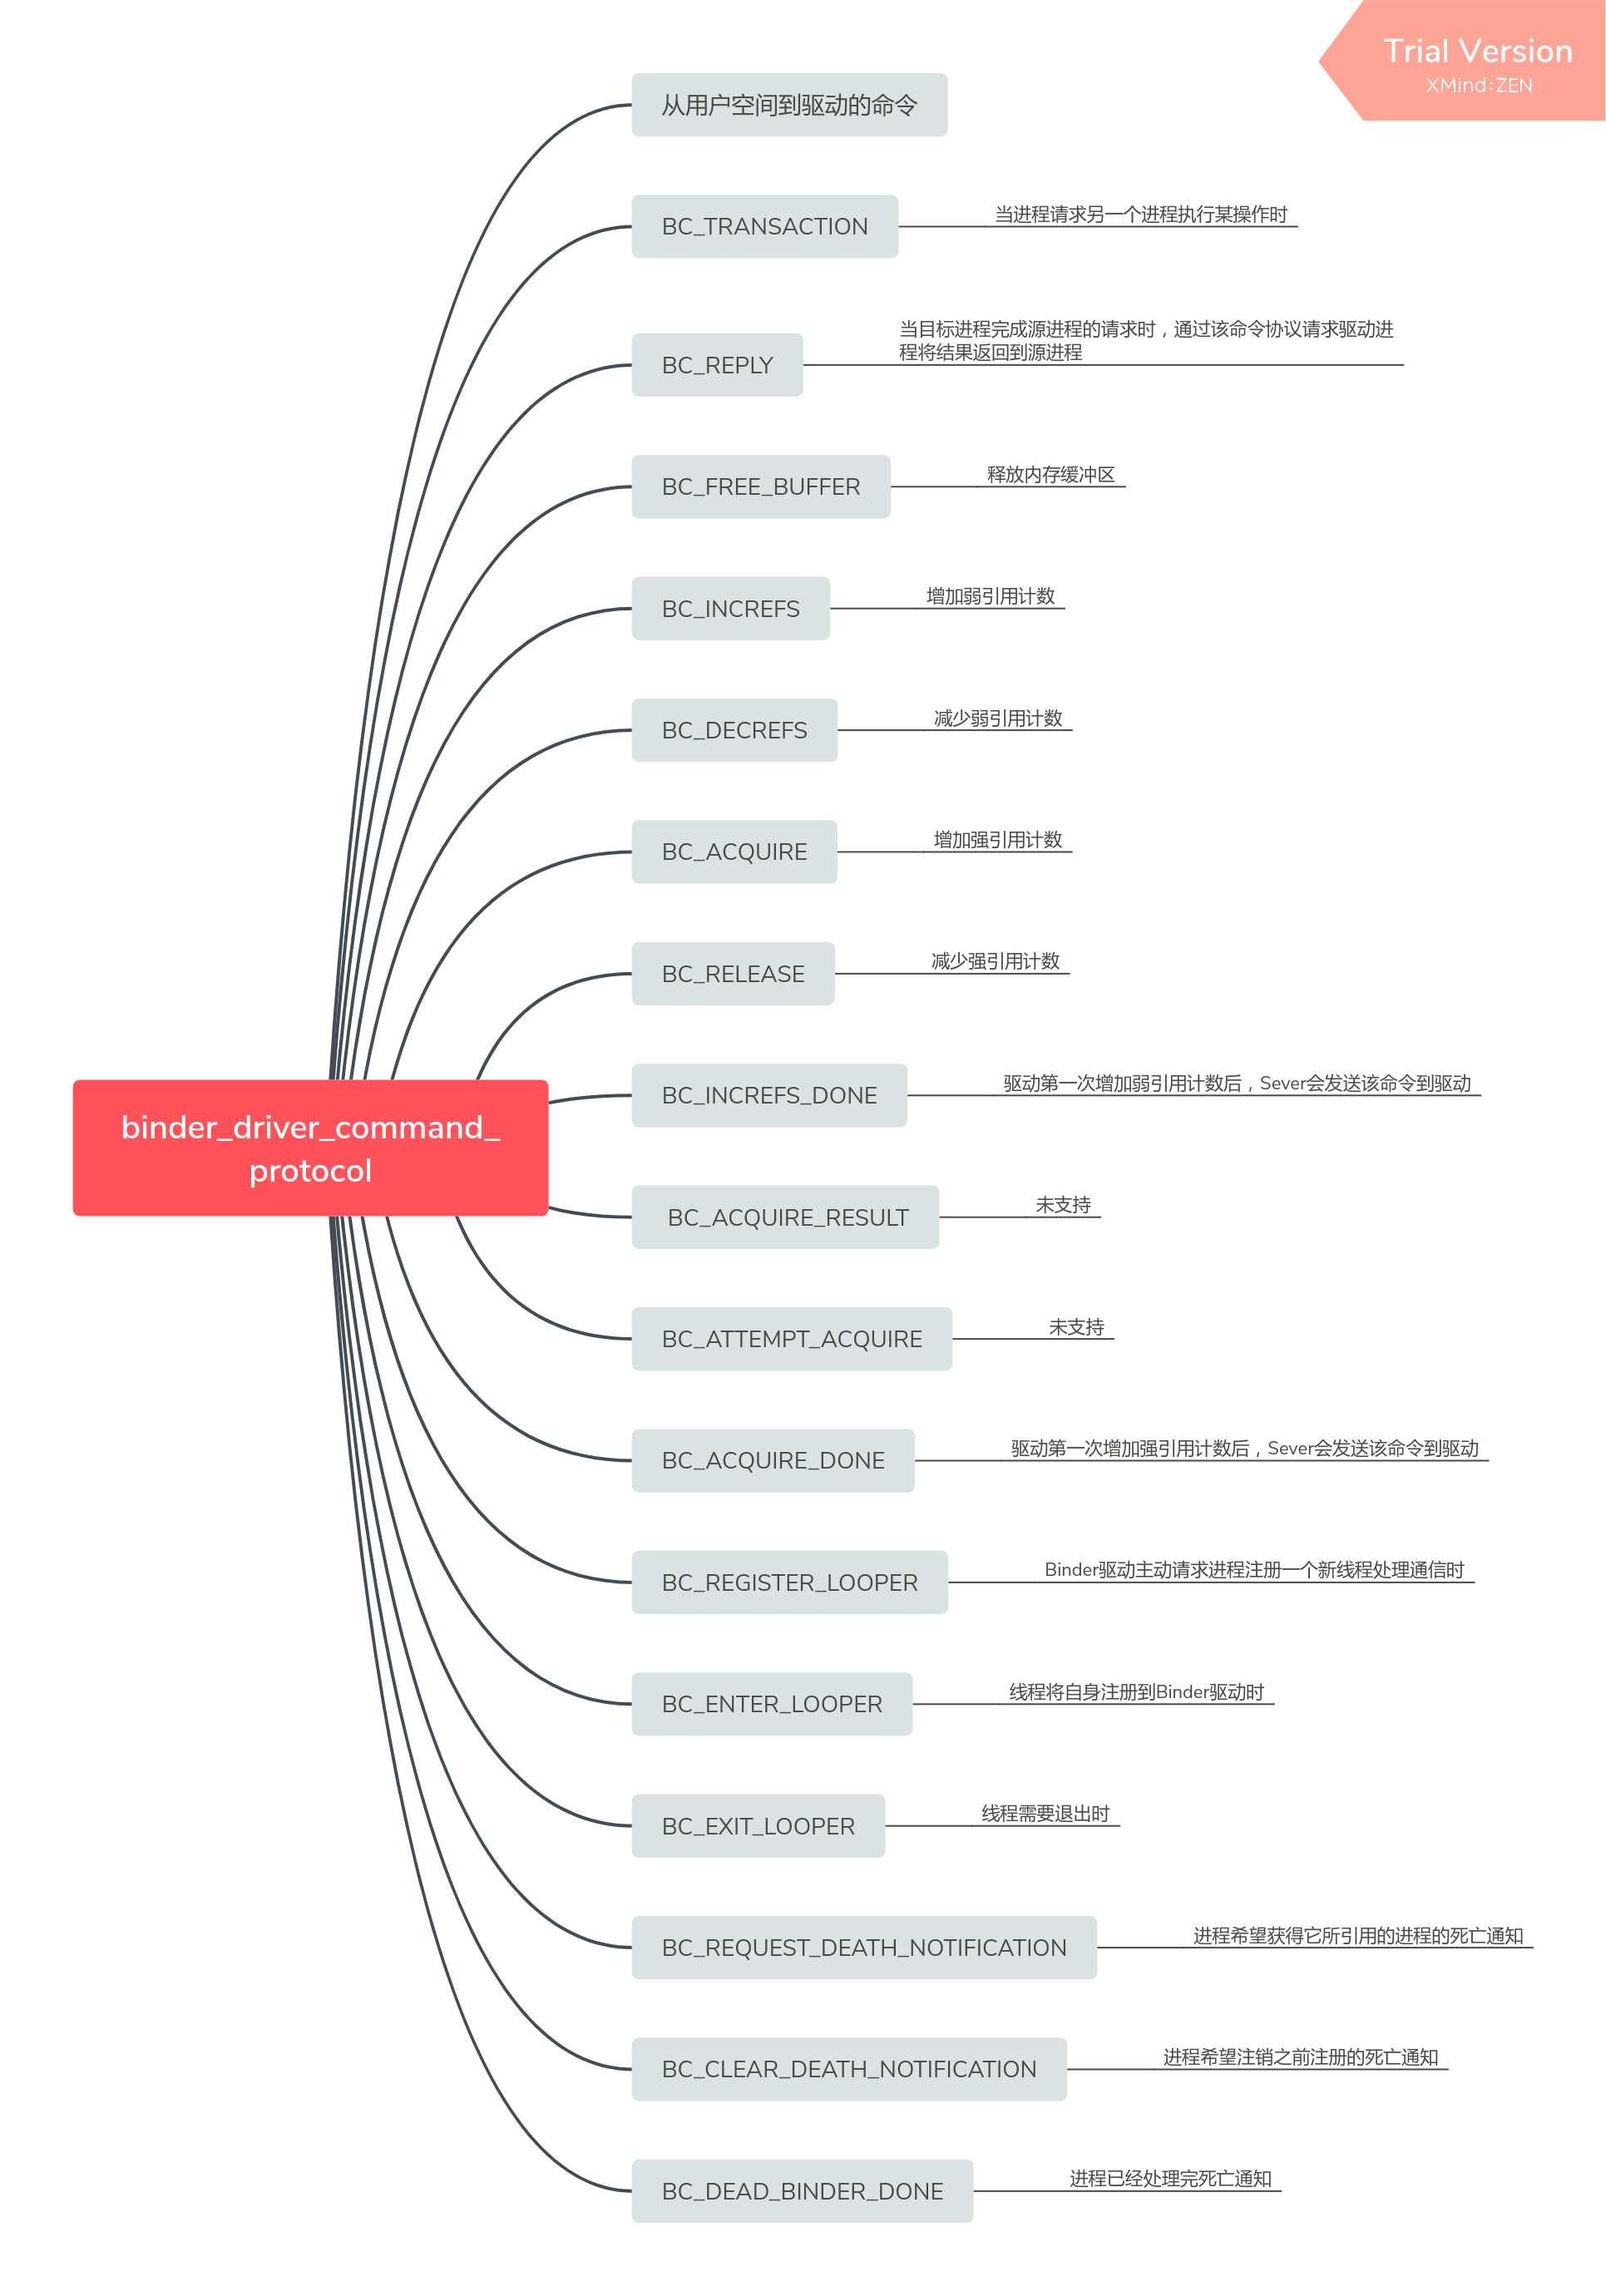 Trial Version
XMind:ZEN
从用户空间到驱动的命令
BC_TRANSACTION
当进程请求另一个进程执行某操作时
BC_REPLY
当目标进程完成源进程的请求时，通过该命令协议请求驱动进
程将结果返回到源进程
BC_FREE_BUFFER
释放内存缓冲区
BC_INCREFS
增加弱引用计数
BC_DECREFS
减少弱引用计数
BC_ACQUIRE
增加强引用计数
BC_RELEASE
减少强引用计数
binder_driver_command_
protocol
BC_INCREFS_DONE
驱动第一次增加弱引用计数后，Sever会发送该命令到驱动
BC_ACQUIRE_RESULT
未支持
BC_ATTEMPT_ACQUIRE
未支持
BC_ACQUIRE_DONE
驱动第一次增加强引用计数后，Sever会发送该命令到驱动
BC_REGISTER_LOOPER
Binder驱动主动请求进程注册一个新线程处理通信时
BC_ENTER_LOOPER
线程将自身注册到Binder驱动时
BC_EXIT_LOOPER
线程需要退出时
BC_REQUEST_DEATH_NOTIFICATION
进程希望获得它所引用的进程的死亡通知
BC_CLEAR_DEATH_NOTIFICATION
进程希望注销之前注册的死亡通知
BC_DEAD_BINDER_DONE
进程已经处理完死亡通知